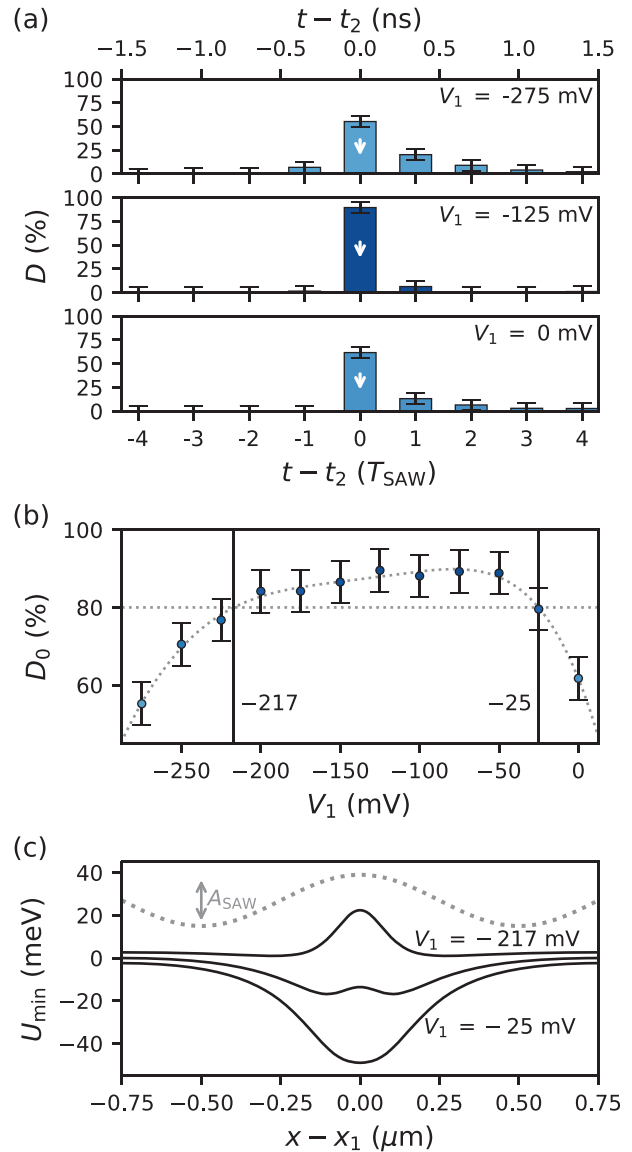 (a)
t − t₂ (ns)
−1.5 −1.0 −0.5 0.0 0.5 1.0 1.5
100
75
50
25
0
V₁ = -275 mV
100
75
50
25
0
V₁ = -125 mV
D (%)
100
75
50
25
0
V₁ = 0 mV
-4 -3 -2 -1 0 1 2 3 4
t − t₂ (T_SAW)
(b)
100
80
60
D₀ (%)
−217
−25
−250 −200 −150 −100 −50 0
V₁ (mV)
(c)
40
20
0
−20
−40
U_min (meV)
A_SAW
V₁ = −217 mV
V₁ = −25 mV
−0.75 −0.50 −0.25 0.00 0.25 0.50 0.75
x − x₁ (μm)